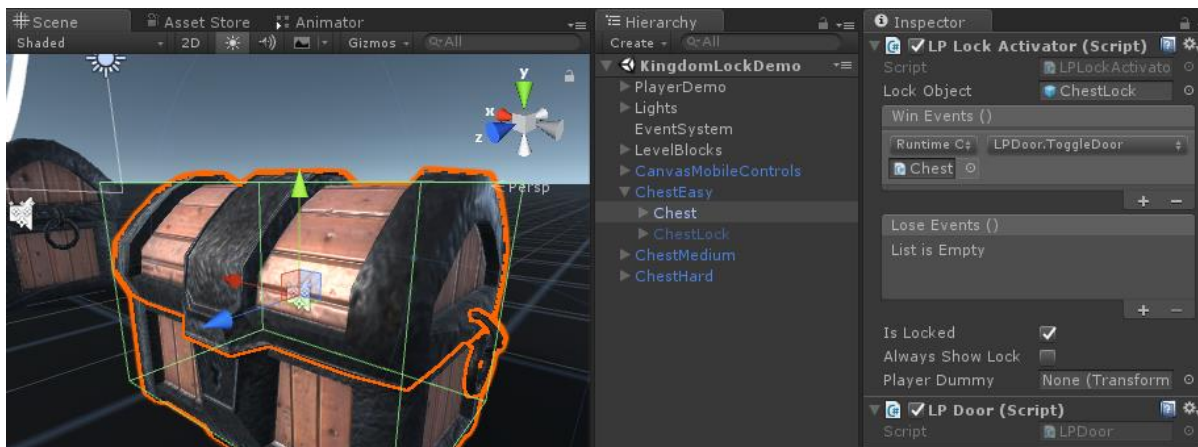 Scene
Asset Store
Animator
Shaded
2D
Gizmos
All
y
x
z
Persp
Hierarchy
Create
All
KingdomLockDemo
PlayerDemo
Lights
EventSystem
LevelBlocks
CanvasMobileControls
ChestEasy
Chest
ChestLock
ChestMedium
ChestHard
Inspector
LP Lock Activator (Script)
Script LPLockActivato
Lock Object ChestLock
Win Events ()
Runtime C LPDoor.ToggleDoor
Chest
Lose Events ()
List is Empty
Is Locked
Always Show Lock
Player Dummy None (Transform
LP Door (Script)
Script LPDoor